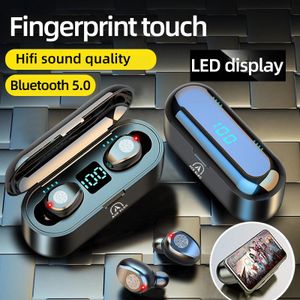 Fingerprint touch
Hifi sound quality
LED display
Bluetooth 5.0
100
100